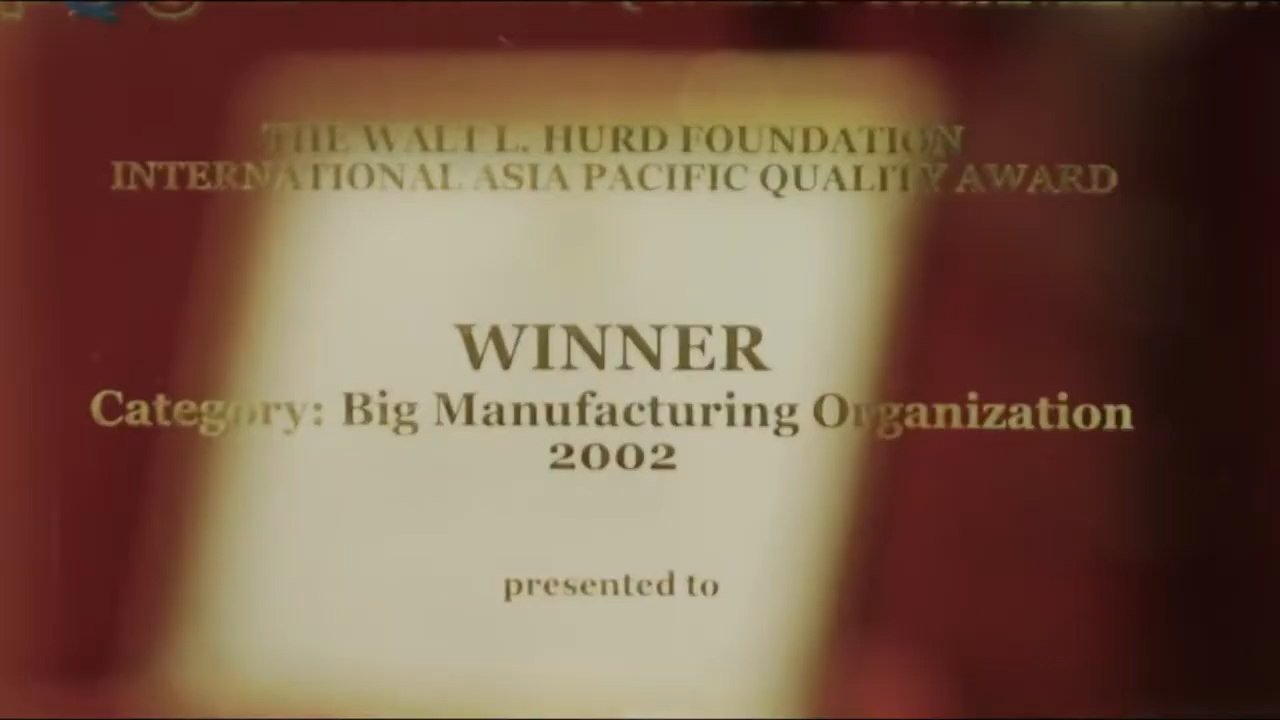 THE WALT L. HURD FOUNDATION
INTERNATIONAL ASIA PACIFIC QUALITY AWARD
WINNER
Category: Big Manufacturing Organization
2002
presented to